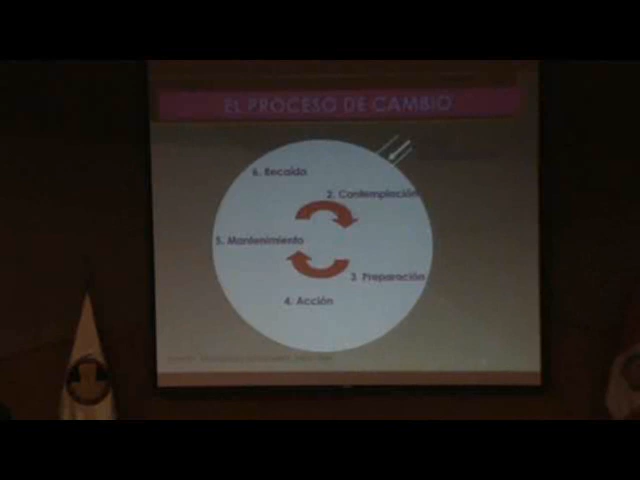 EL PROCESO DE CAMBIO
6. Recaída
2. Contemplación
5. Mantenimiento
3. Preparación
4. Acción